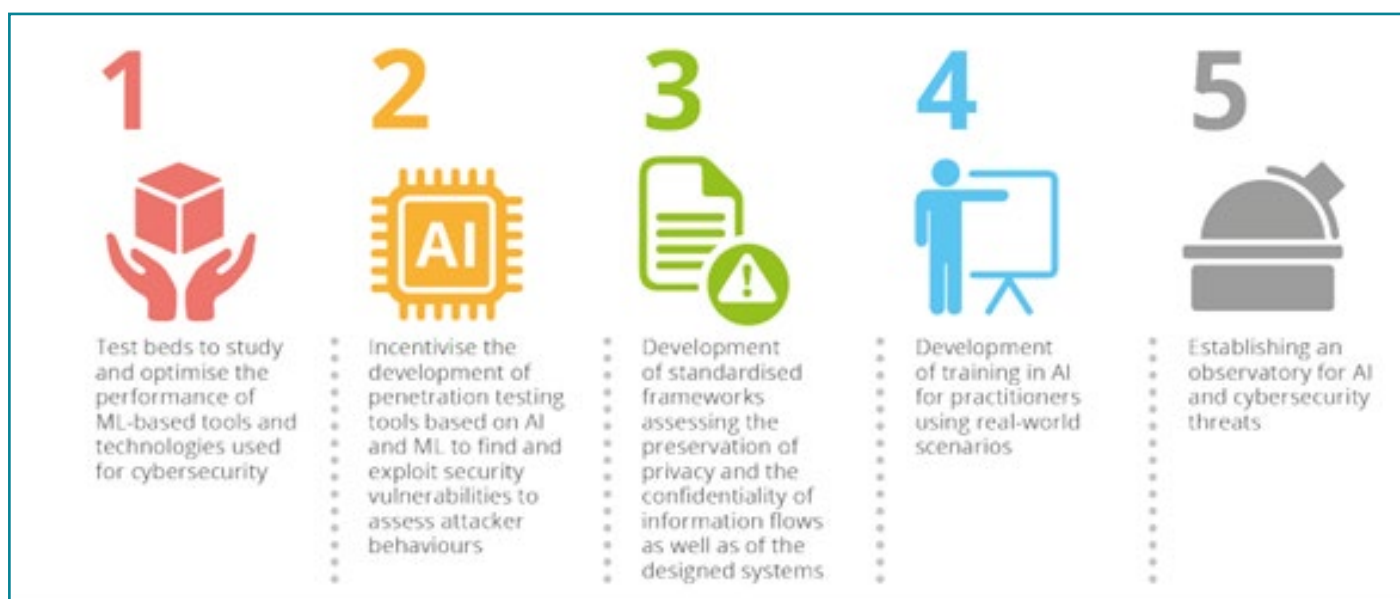 1
Test beds to study
and optimise the
performance of
ML-based tools and
technologies used
for cybersecurity
2
AI
Incentivise the
development of
penetration testing
tools based on AI
and ML to find and
exploit security
vulnerabilities to
assess attacker
behaviours
3
!
Development
of standardised
frameworks
assessing the
preservation of
privacy and the
confidentiality of
information flows
as well as of the
designed systems
4
Development
of training in AI
for practitioners
using real-world
scenarios
5
Establishing an
observatory for AI
and cybersecurity
threats